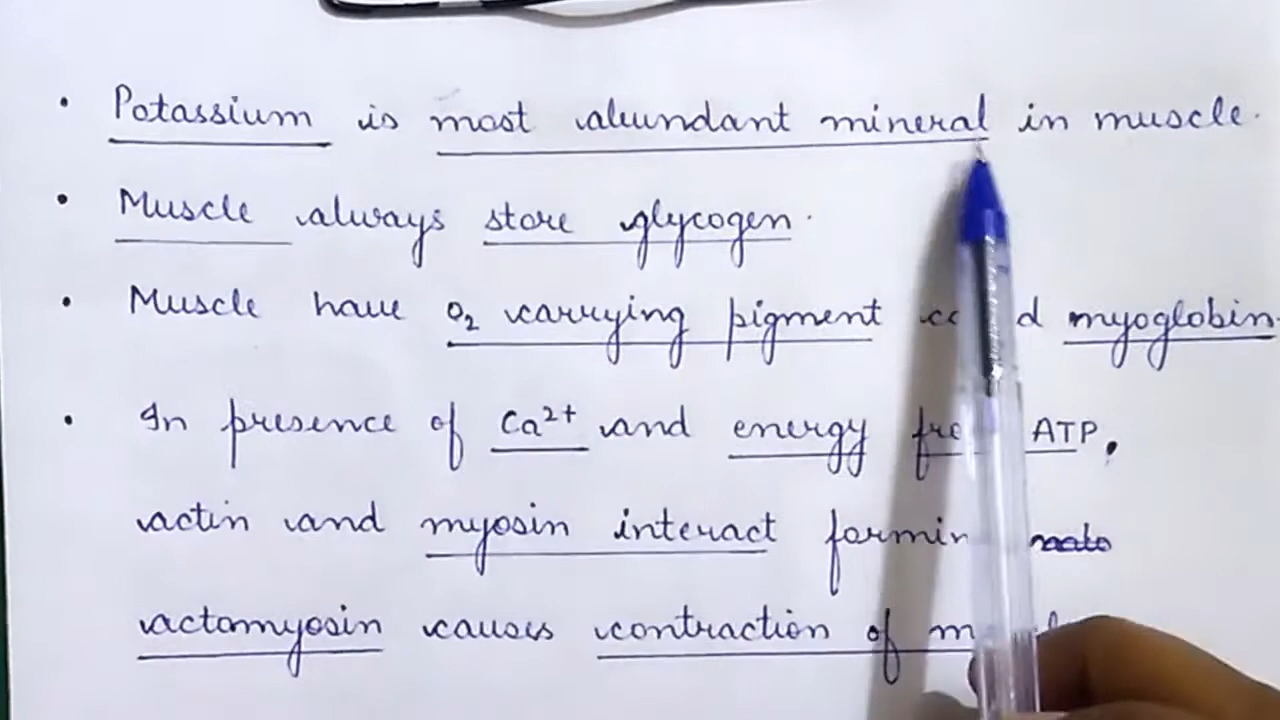 • Potassium is most abundant mineral in muscle.
• Muscle always store glycogen.
• Muscle have O₂ carrying pigment myoglobin.
• In presence of Ca²⁺ and energy ATP,
actin and myosin interact
actomyosin causes contraction of